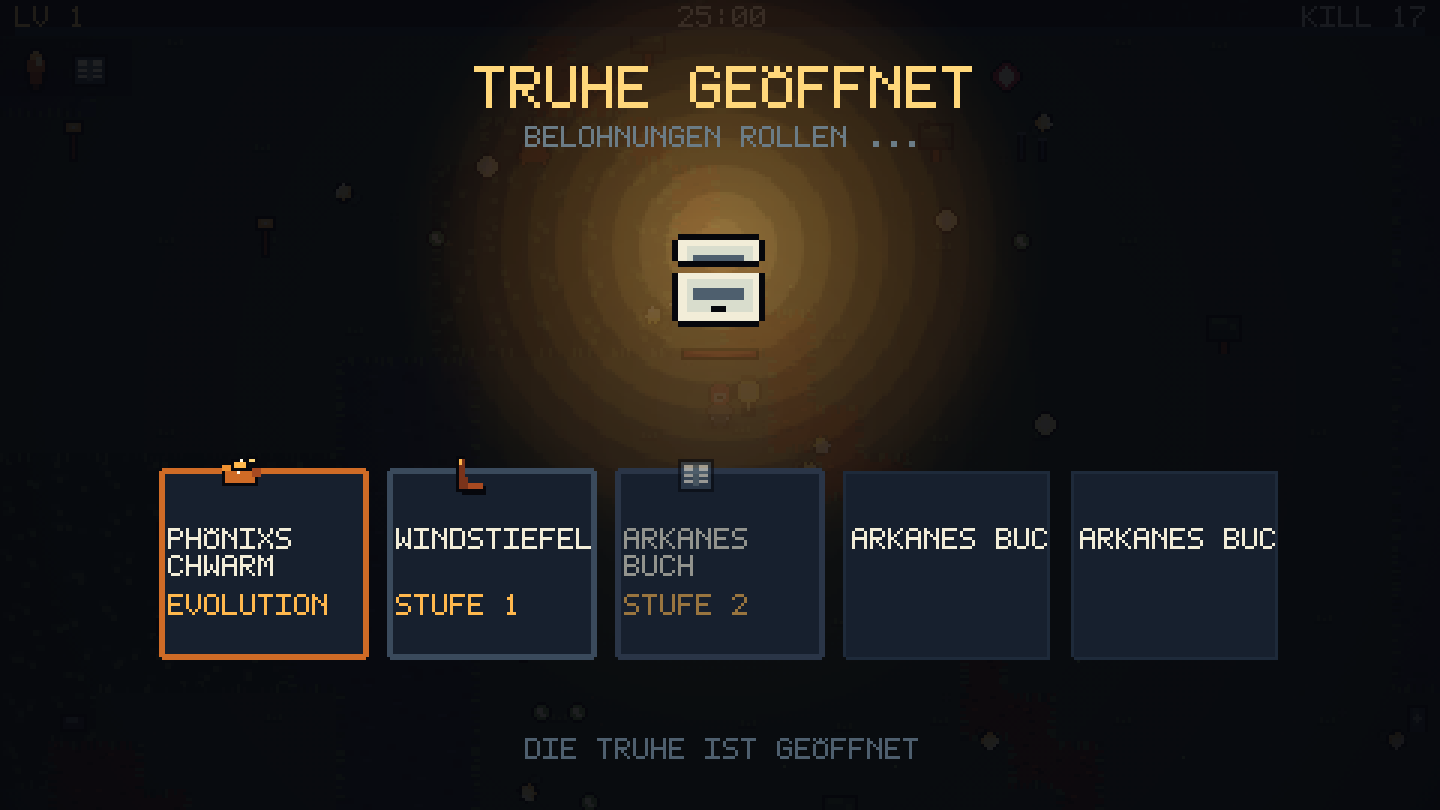 LV 1
25:00
KILL 17
TRUHE GEÖFFNET
BELOHNUNGEN ROLLEN ...
PHÖNIXS
CHWARM
EVOLUTION
WINDSTIEFEL
STUFE 1
ARKANES
BUCH
STUFE 2
ARKANES BUC
ARKANES BUC
DIE TRUHE IST GEÖFFNET